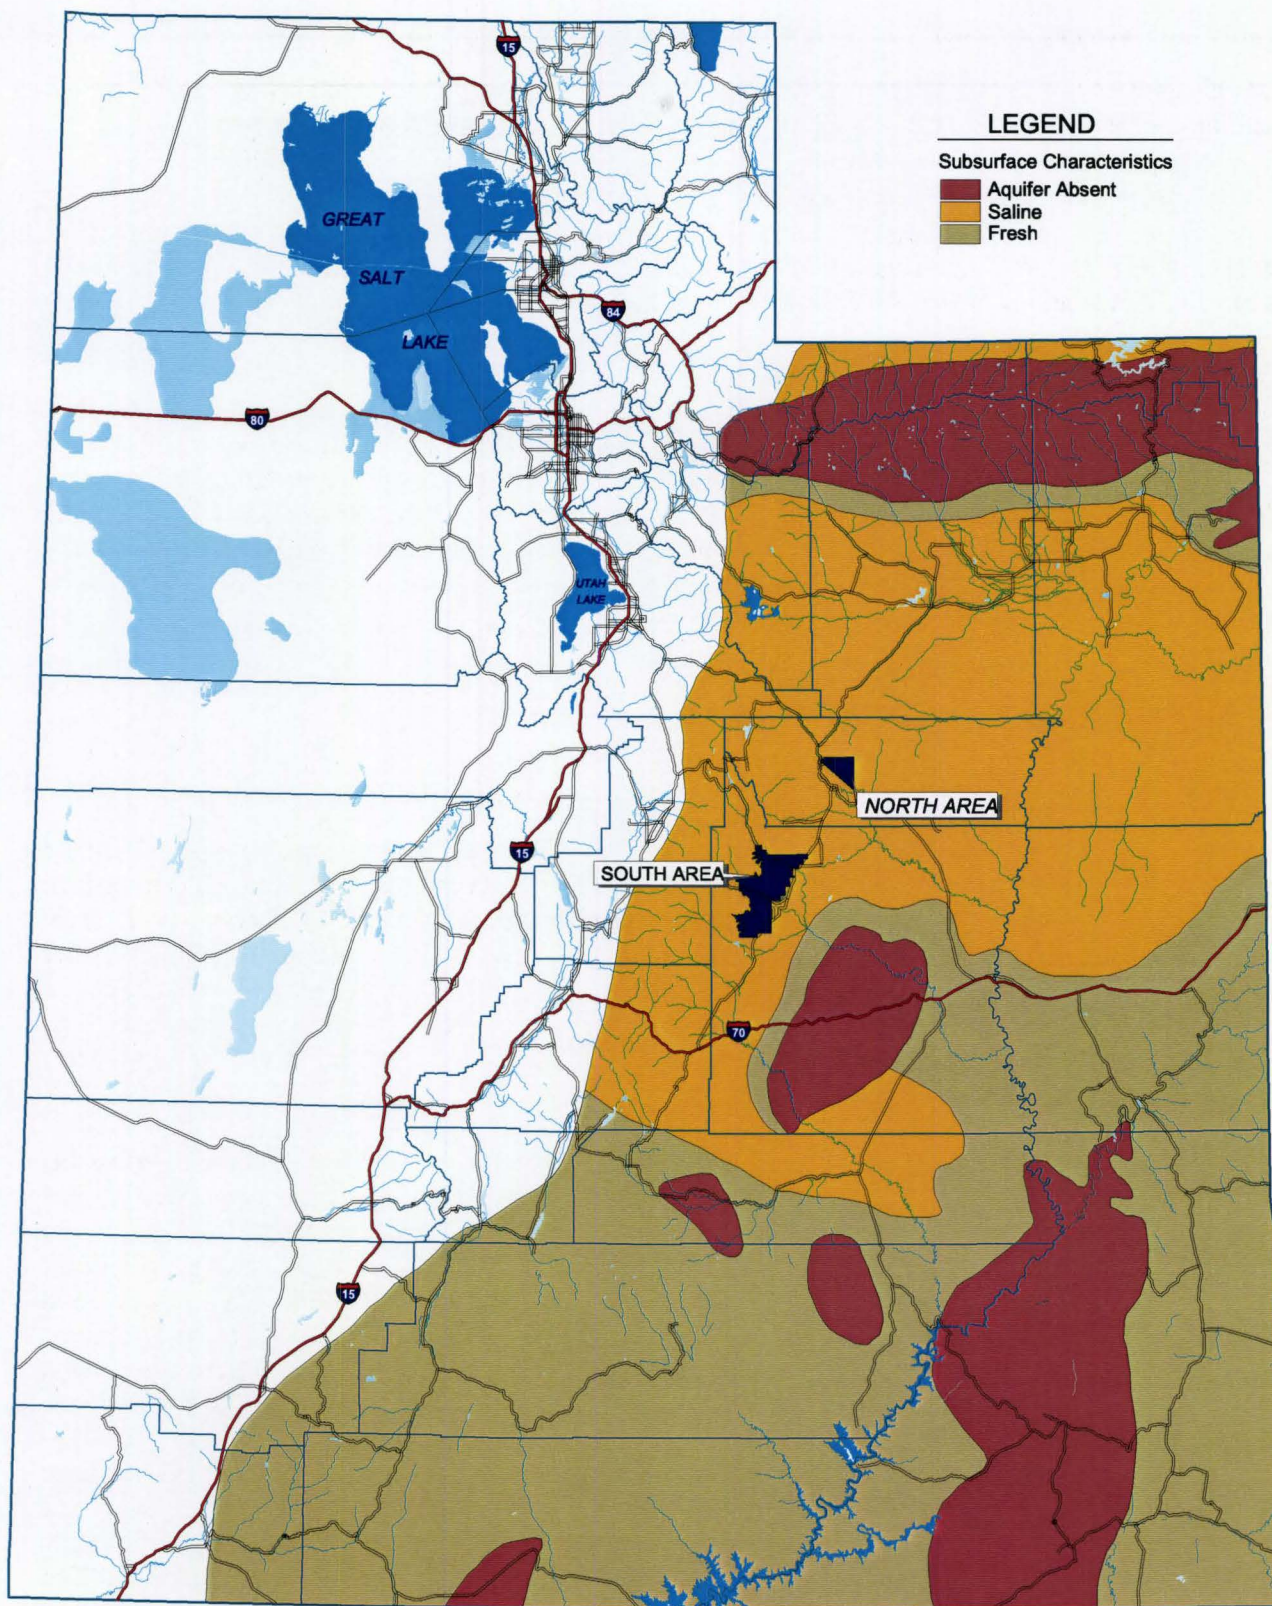 15
LEGEND
Subsurface Characteristics
Aquifer Absent
Saline
Fresh
GREAT
SALT
LAKE
84
80
UTAH
LAKE
NORTH AREA
15
SOUTH AREA
70
15